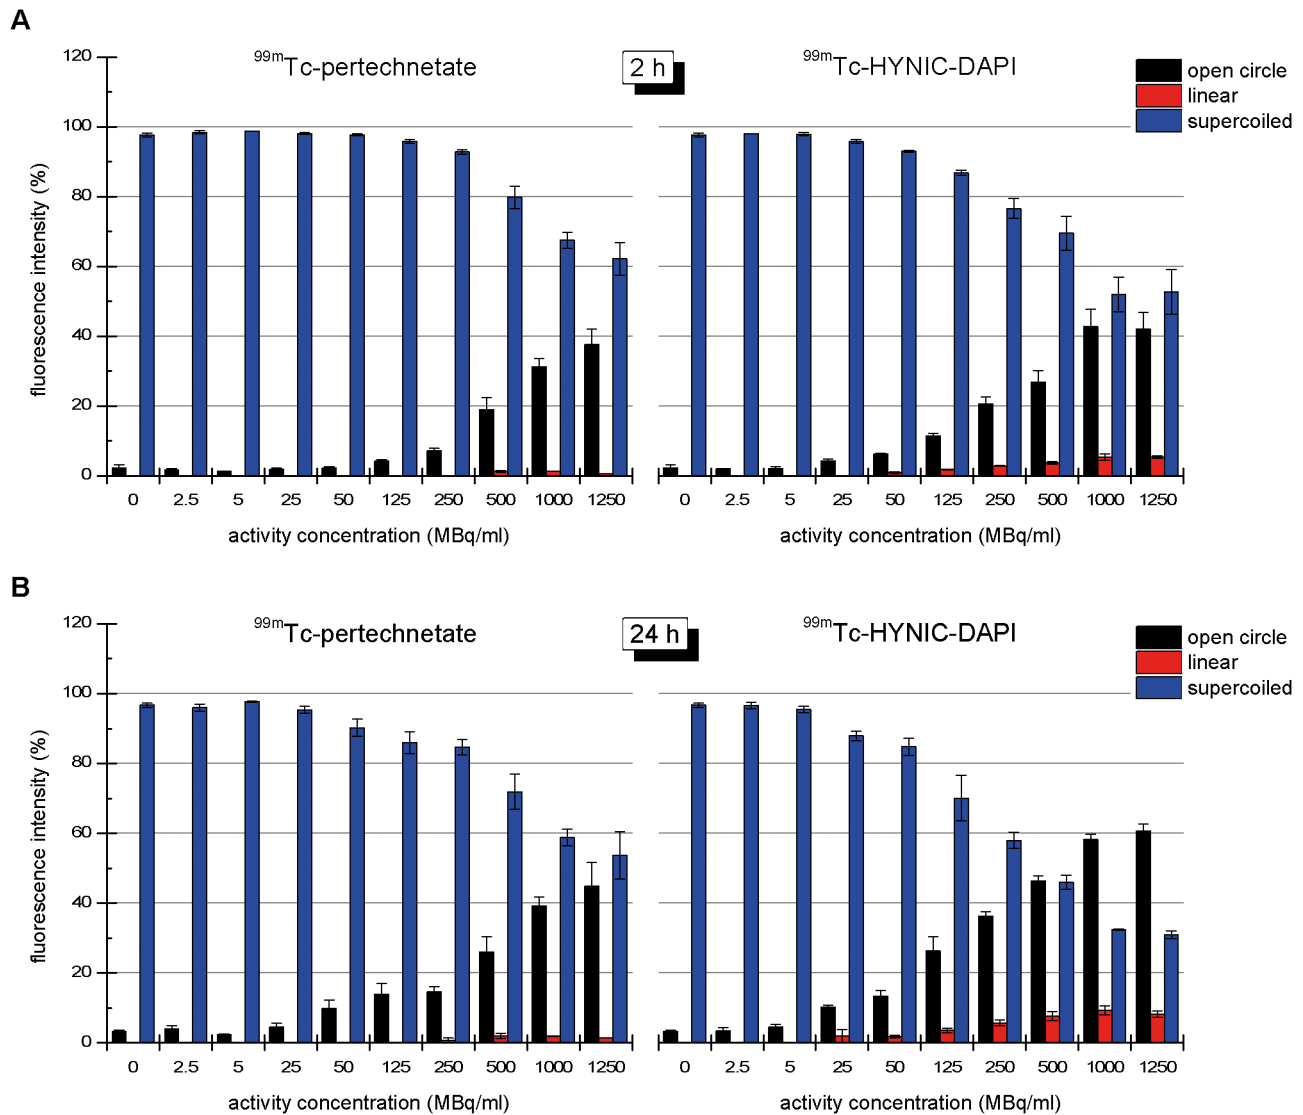 A
99mTc-pertechnetate
2 h
99mTc-HYNIC-DAPI
open circle
linear
supercoiled
fluorescence intensity (%)
120
100
80
60
40
20
0
0 2.5 5 25 50 125 250 500 1000 1250
0 2.5 5 25 50 125 250 500 1000 1250
activity concentration (MBq/ml)
activity concentration (MBq/ml)
B
99mTc-pertechnetate
24 h
99mTc-HYNIC-DAPI
open circle
linear
supercoiled
fluorescence intensity (%)
120
100
80
60
40
20
0
0 2.5 5 25 50 125 250 500 1000 1250
0 2.5 5 25 50 125 250 500 1000 1250
activity concentration (MBq/ml)
activity concentration (MBq/ml)